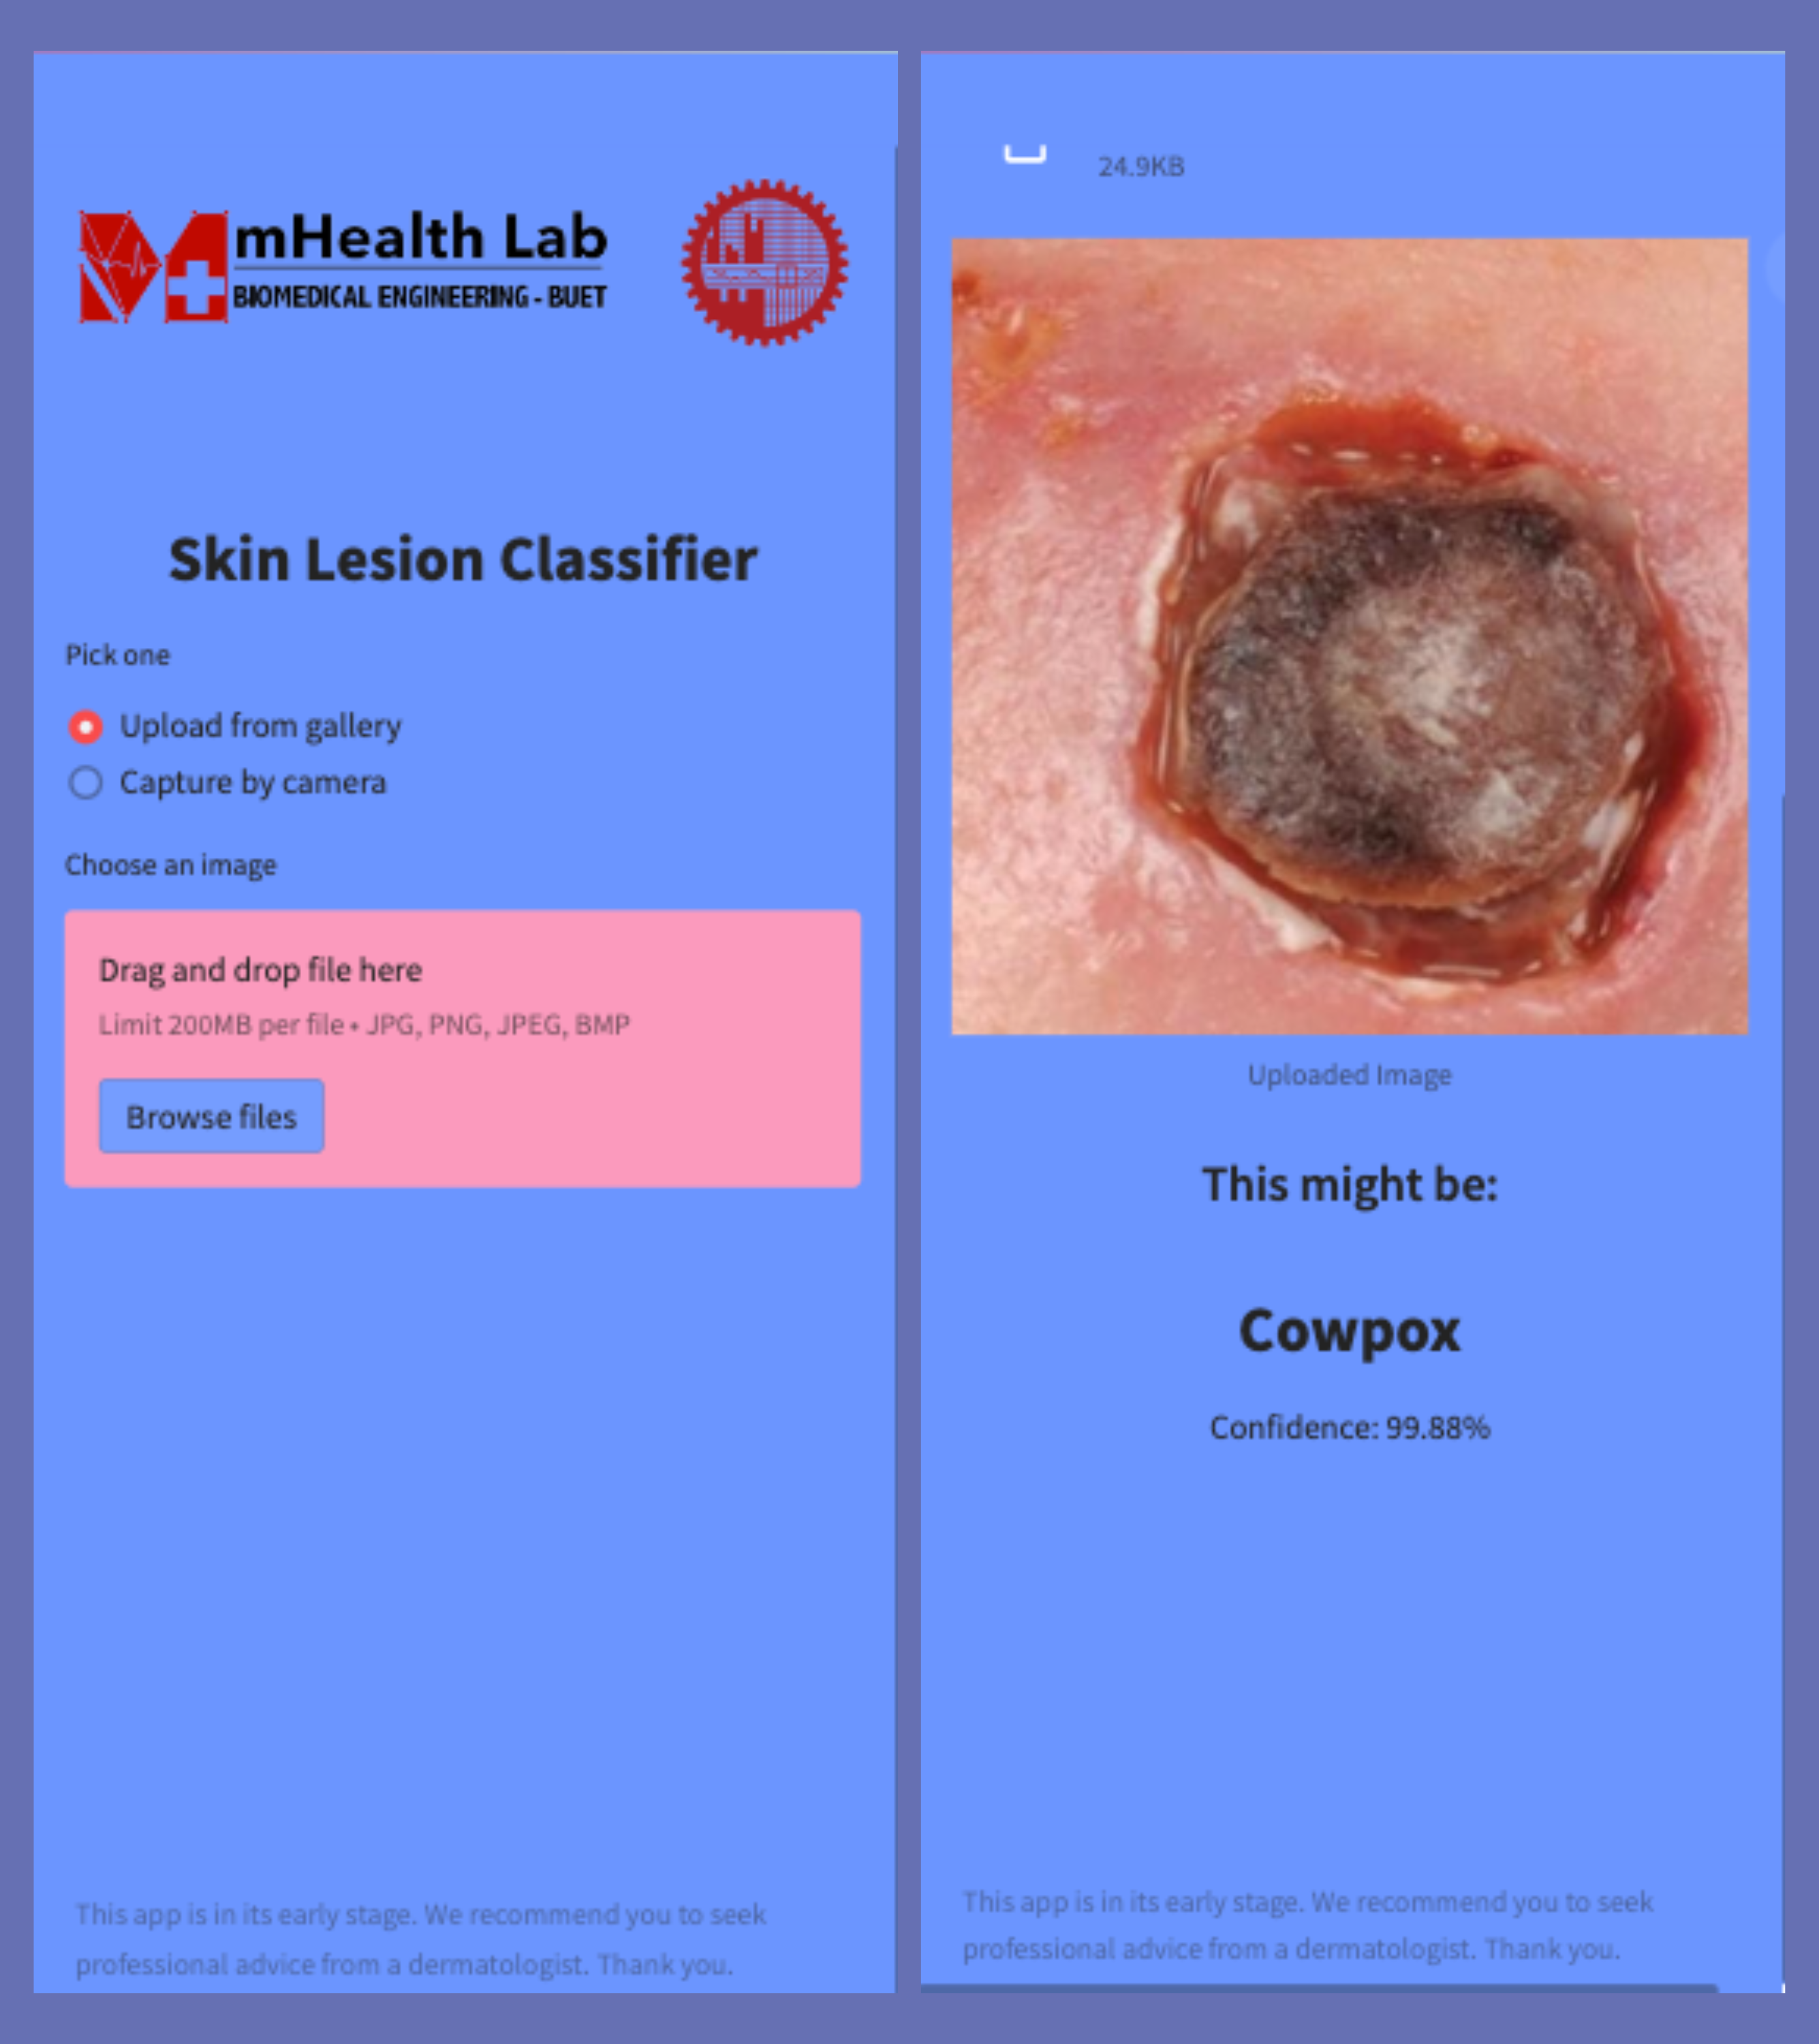 mHealth Lab
BIOMEDICAL ENGINEERING - BUET
Skin Lesion Classifier
Pick one
Upload from gallery
Capture by camera
Choose an image
Drag and drop file here
Limit 200MB per file • JPG, PNG, JPEG, BMP
Browse files
This app is in its early stage. We recommend you to seek
professional advice from a dermatologist. Thank you.
24.9KB
Uploaded Image
This might be:
Cowpox
Confidence: 99.88%
This app is in its early stage. We recommend you to seek
professional advice from a dermatologist. Thank you.